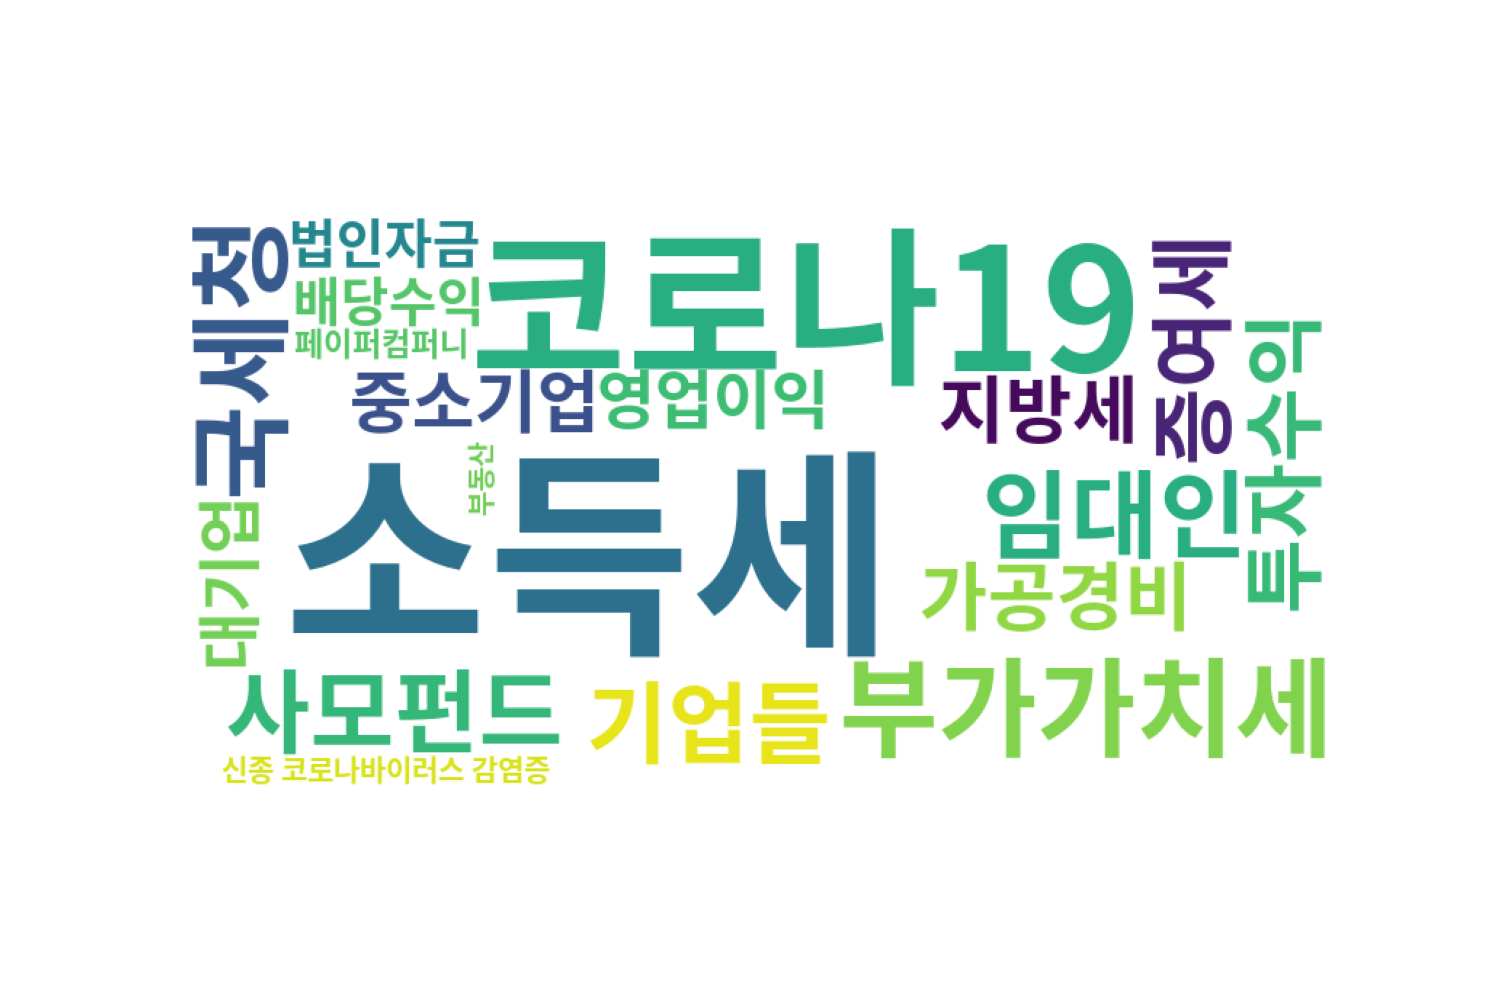 국세청
법인자금
배당수익
페이퍼컴퍼니
코로나19
증여세
투자수익
중소기업
영업이익
지방세
부동산
소득세
임대인
가공경비
대기업
사모펀드
기업들
부가가치세
신종 코로나바이러스 감염증